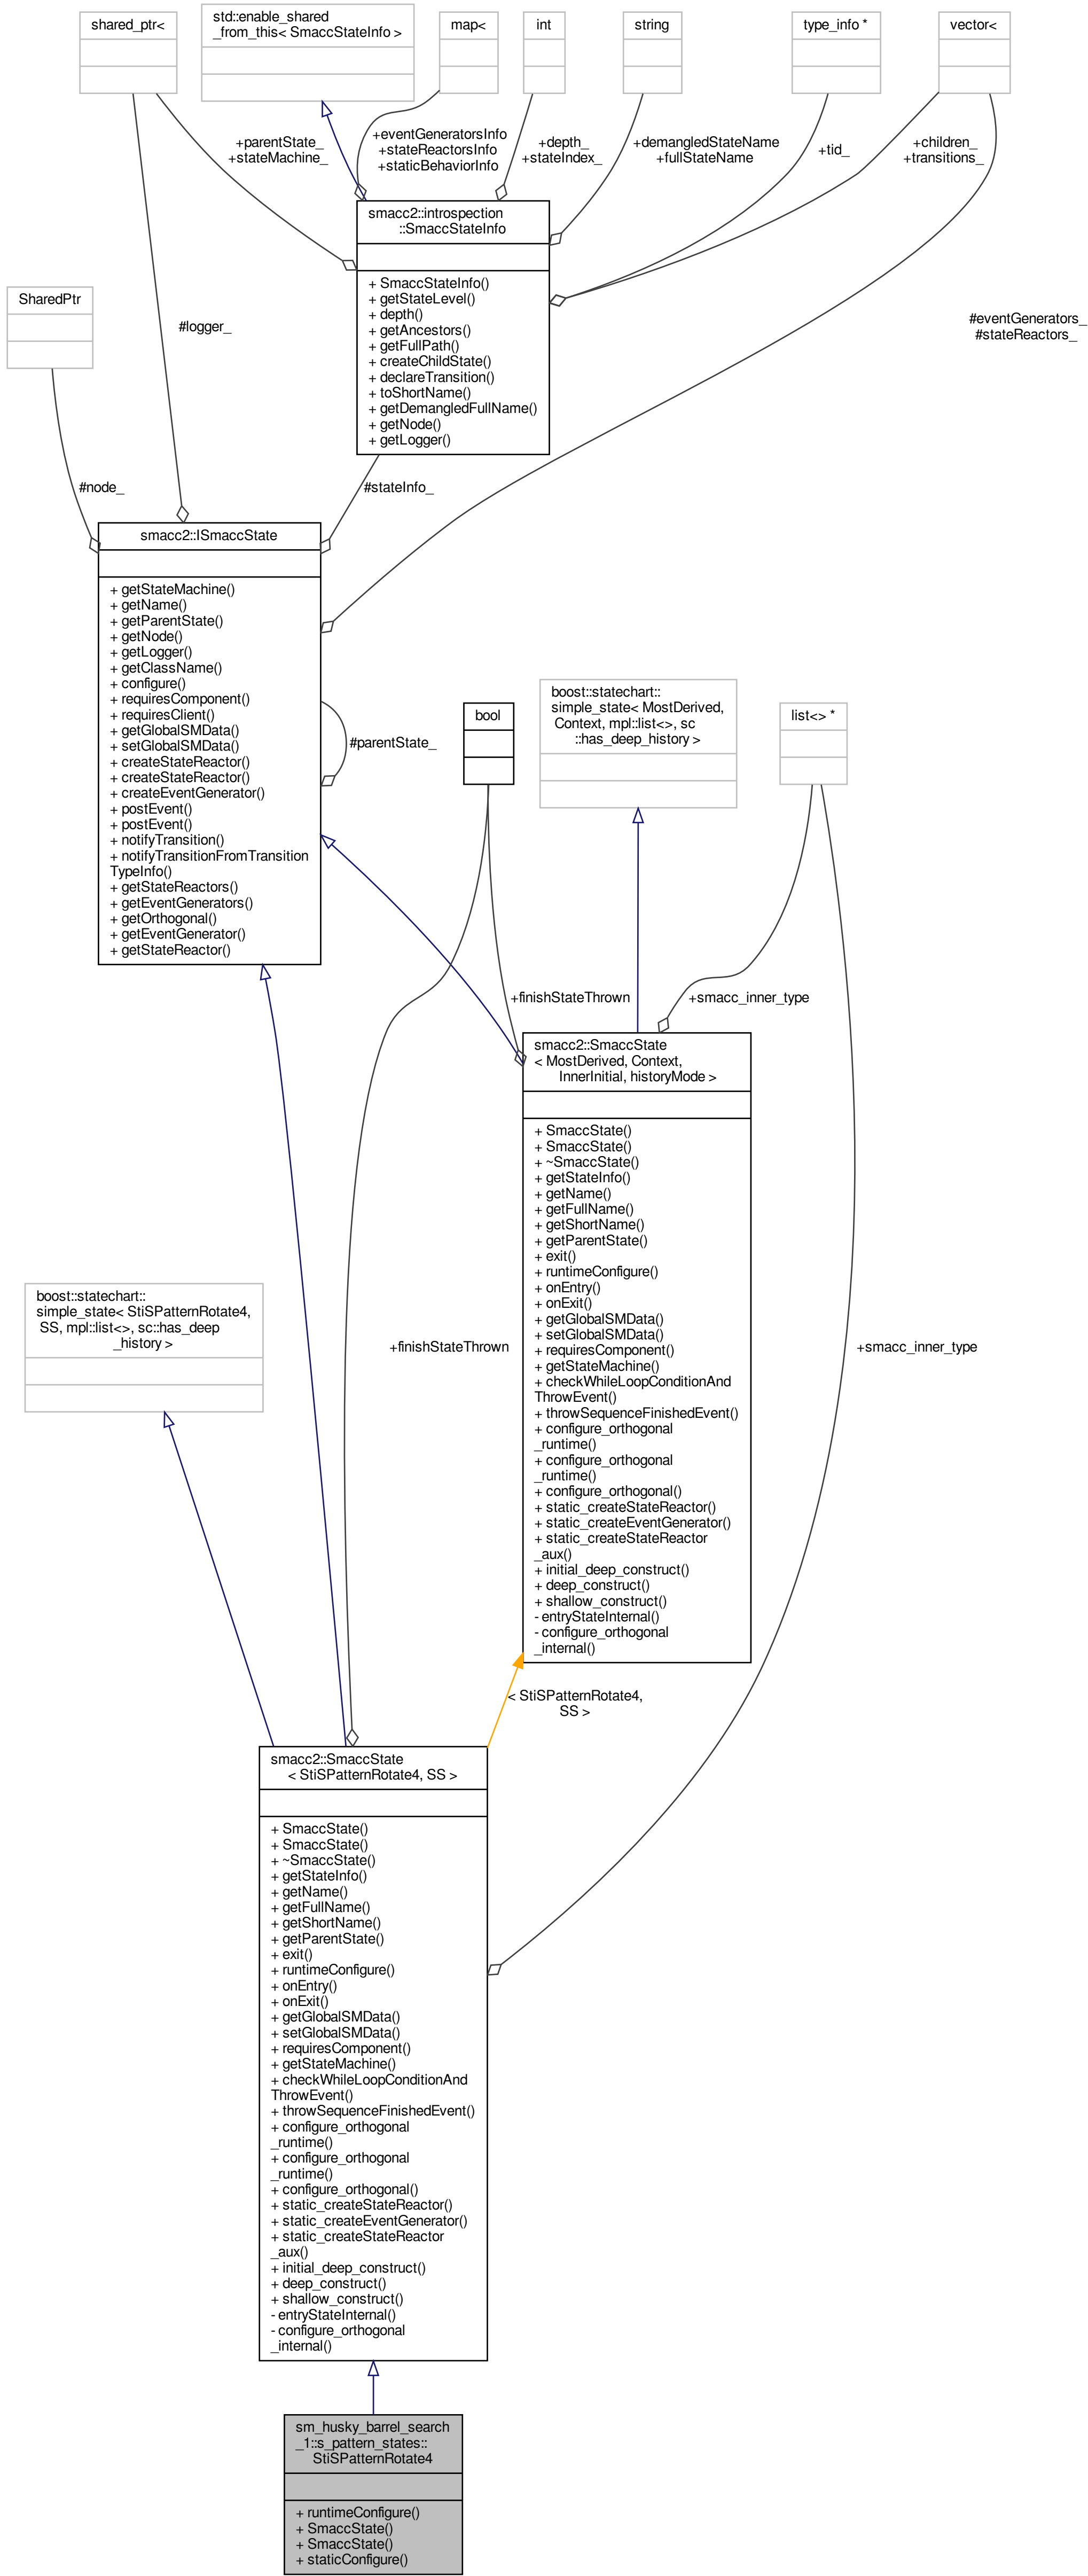 shared_ptr<
std::enable_shared
_from_this< SmaccStateInfo >
map<
int
string
type_info *
vector<
+parentState_
+stateMachine_
+eventGeneratorsInfo
+stateReactorsInfo
+staticBehaviorInfo
+depth_
+stateIndex_
+demangledStateName
+fullStateName
+tid_
+children_
+transitions_
smacc2::introspection
::SmaccStateInfo
+ SmaccStateInfo()
+ getStateLevel()
+ depth()
+ getAncestors()
+ getFullPath()
+ createChildState()
+ declareTransition()
+ toShortName()
+ getDemangledFullName()
+ getNode()
+ getLogger()
SharedPtr
#logger_
#eventGenerators_
#stateReactors_
#node_
#stateInfo_
smacc2::ISmaccState
+ getStateMachine()
+ getName()
+ getParentState()
+ getNode()
+ getLogger()
+ getClassName()
+ configure()
+ requiresComponent()
+ requiresClient()
+ getGlobalSMData()
+ setGlobalSMData()
+ createStateReactor()
+ createStateReactor()
+ createEventGenerator()
+ postEvent()
+ postEvent()
+ notifyTransition()
+ notifyTransitionFromTransition
TypeInfo()
+ getStateReactors()
+ getEventGenerators()
+ getOrthogonal()
+ getEventGenerator()
+ getStateReactor()
#parentState_
bool
boost::statechart::
simple_state< MostDerived,
Context, mpl::list<>, sc
::has_deep_history >
list<> *
+finishStateThrown
+smacc_inner_type
smacc2::SmaccState
< MostDerived, Context,
InnerInitial, historyMode >
+ SmaccState()
+ SmaccState()
+ ~SmaccState()
+ getStateInfo()
+ getName()
+ getFullName()
+ getShortName()
+ getParentState()
+ exit()
+ runtimeConfigure()
+ onEntry()
+ onExit()
+ getGlobalSMData()
+ setGlobalSMData()
+ requiresComponent()
+ getStateMachine()
+ checkWhileLoopConditionAnd
ThrowEvent()
+ throwSequenceFinishedEvent()
+ configure_orthogonal
_runtime()
+ configure_orthogonal
_runtime()
+ configure_orthogonal()
+ static_createStateReactor()
+ static_createEventGenerator()
+ static_createStateReactor
_aux()
+ initial_deep_construct()
+ deep_construct()
+ shallow_construct()
- entryStateInternal()
- configure_orthogonal
_internal()
boost::statechart::
simple_state< StiSPatternRotate4,
SS, mpl::list<>, sc::has_deep
_history >
+finishStateThrown
+smacc_inner_type
< StiSPatternRotate4,
SS >
smacc2::SmaccState
< StiSPatternRotate4, SS >
+ SmaccState()
+ SmaccState()
+ ~SmaccState()
+ getStateInfo()
+ getName()
+ getFullName()
+ getShortName()
+ getParentState()
+ exit()
+ runtimeConfigure()
+ onEntry()
+ onExit()
+ getGlobalSMData()
+ setGlobalSMData()
+ requiresComponent()
+ getStateMachine()
+ checkWhileLoopConditionAnd
ThrowEvent()
+ throwSequenceFinishedEvent()
+ configure_orthogonal
_runtime()
+ configure_orthogonal
_runtime()
+ configure_orthogonal()
+ static_createStateReactor()
+ static_createEventGenerator()
+ static_createStateReactor
_aux()
+ initial_deep_construct()
+ deep_construct()
+ shallow_construct()
- entryStateInternal()
- configure_orthogonal
_internal()
sm_husky_barrel_search
_1::s_pattern_states::
StiSPatternRotate4
+ runtimeConfigure()
+ SmaccState()
+ SmaccState()
+ staticConfigure()